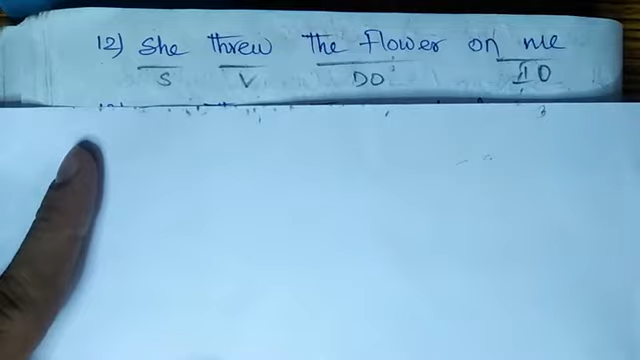 12) She threw the flower on me
S V DO IO